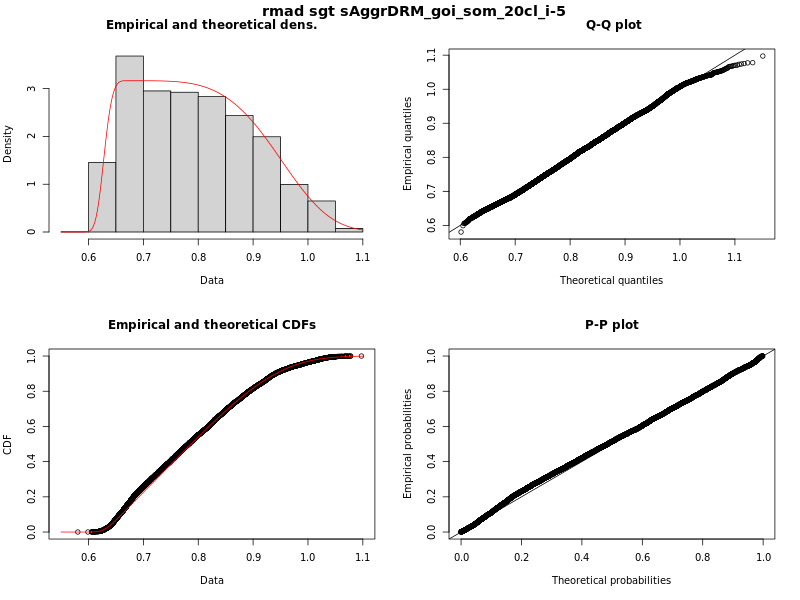 rmad sgt sAggrDRM_goi_som_20cl_i-5
Empirical and theoretical dens.
Density
0 1 2 3
0.6 0.7 0.8 0.9 1.0 1.1
Data
Q-Q plot
Empirical quantiles
0.6 0.7 0.8 0.9 1.0 1.1
0.6 0.7 0.8 0.9 1.0 1.1
Theoretical quantiles
Empirical and theoretical CDFs
CDF
0.0 0.2 0.4 0.6 0.8 1.0
0.6 0.7 0.8 0.9 1.0 1.1
Data
P-P plot
Empirical probabilities
0.0 0.2 0.4 0.6 0.8 1.0
0.0 0.2 0.4 0.6 0.8 1.0
Theoretical probabilities